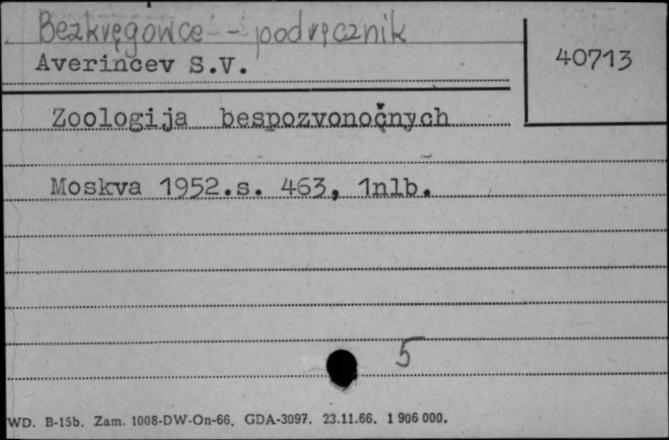 Bezkręgowce - podręcznik
Averincev S.V.
40713
Zoologija bespozvonočnych
Moskva 1952.s. 463, 1nlb.
5
WD. B-15b. Zam. 1008-DW-On-66. GDA-3097. 23.11.66. 1 906 000.